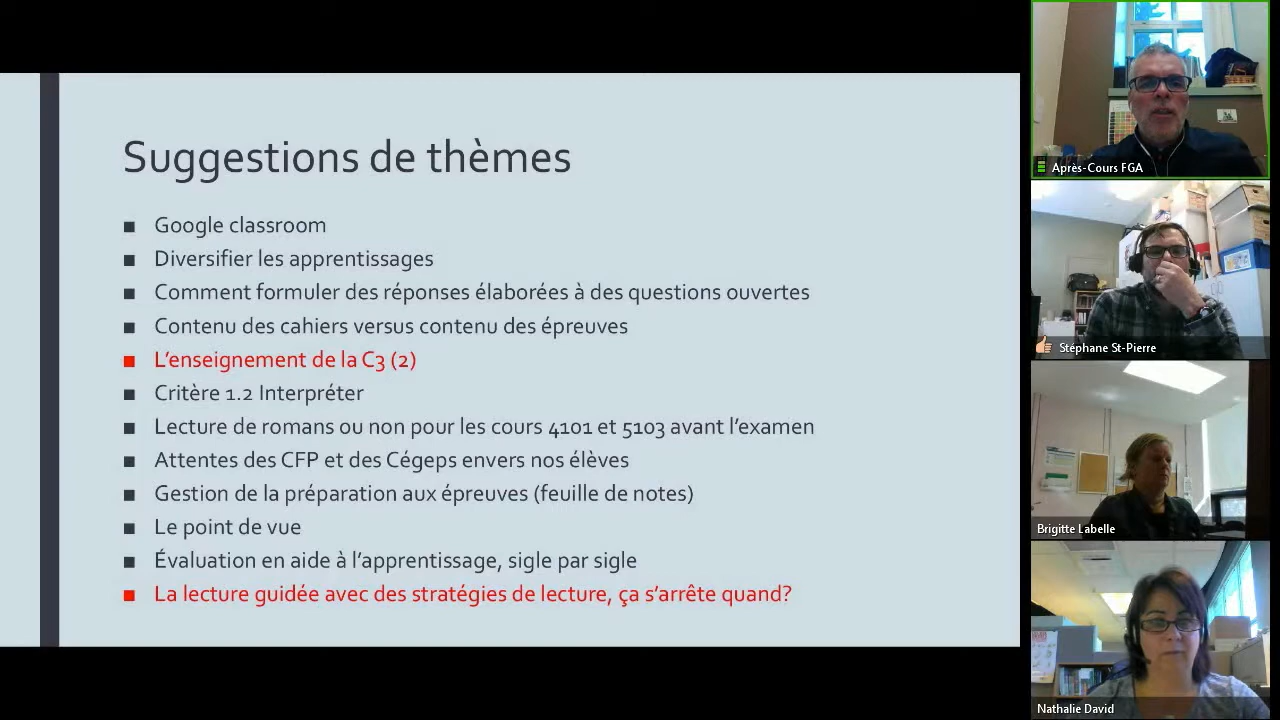 Suggestions de thèmes
Google classroom
Diversifier les apprentissages
Comment formuler des réponses élaborées à des questions ouvertes
Contenu des cahiers versus contenu des épreuves
L'enseignement de la C3 (2)
Critère 1.2 Interpréter
Lecture de romans ou non pour les cours 4101 et 5103 avant l'examen
Attentes des CFP et des Cégeps envers nos élèves
Gestion de la préparation aux épreuves (feuille de notes)
Le point de vue
Évaluation en aide à l'apprentissage, sigle par sigle
La lecture guidée avec des stratégies de lecture, ça s'arrête quand?
Après-Cours FGA
Stéphane St-Pierre
Brigitte Labelle
Nathalie David